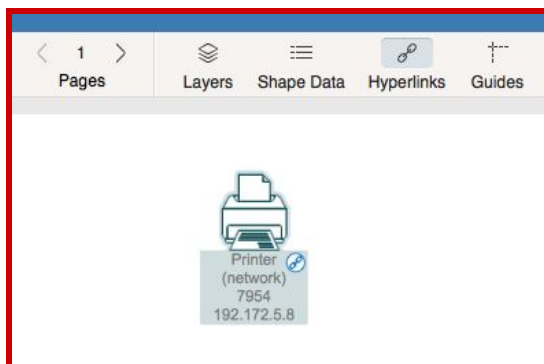 1
Pages
Layers
Shape Data
Hyperlinks
Guides
Printer
(network)
7954
192.172.5.8